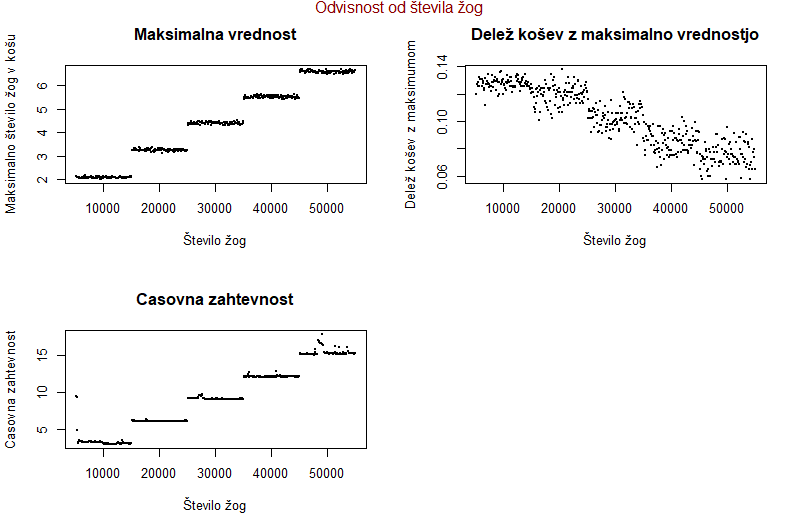 Odvisnost od števila žog
Maksimalna vrednost
Maksimalno število žog v košu
6
5
4
3
2
10000 20000 30000 40000 50000
Število žog
Delež košev z maksimalno vrednostjo
Delež košev z maksimumom
0.14
0.10
0.06
10000 20000 30000 40000 50000
Število žog
Casovna zahtevnost
Casovna zahtevnost
15
10
5
10000 20000 30000 40000 50000
Število žog